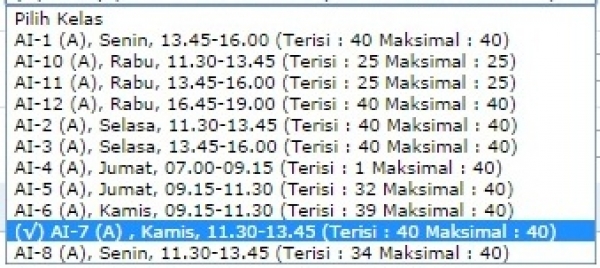 Pilih Kelas
AI-1 (A), Senin, 13.45-16.00 (Terisi : 40 Maksimal : 40)
AI-10 (A), Rabu, 11.30-13.45 (Terisi : 25 Maksimal : 25)
AI-11 (A), Rabu, 13.45-16.00 (Terisi : 25 Maksimal : 25)
AI-12 (A), Rabu, 16.45-19.00 (Terisi : 40 Maksimal : 40)
AI-2 (A), Selasa, 11.30-13.45 (Terisi : 40 Maksimal : 40)
AI-3 (A), Selasa, 13.45-16.00 (Terisi : 40 Maksimal : 40)
AI-4 (A), Jumat, 07.00-09.15 (Terisi : 1 Maksimal : 40)
AI-5 (A), Jumat, 09.15-11.30 (Terisi : 32 Maksimal : 40)
AI-6 (A), Kamis, 09.15-11.30 (Terisi : 39 Maksimal : 40)
(√) AI-7 (A) , Kamis, 11.30-13.45 (Terisi : 40 Maksimal : 40)
AI-8 (A), Senin, 11.30-13.45 (Terisi : 34 Maksimal : 40)